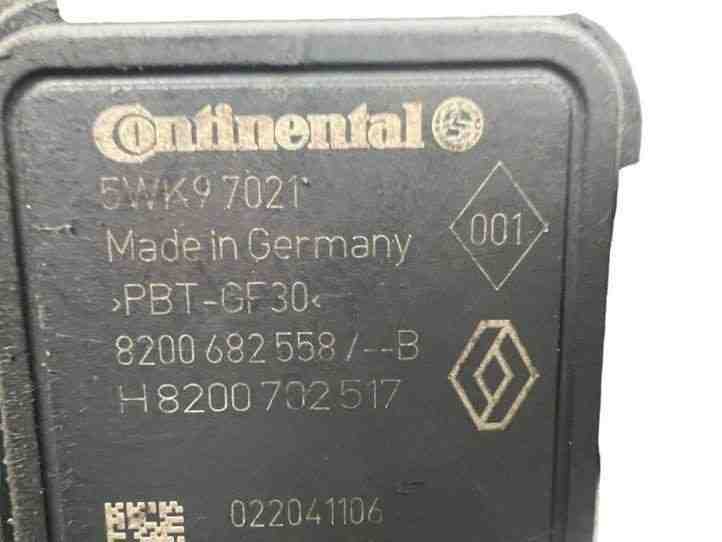 Continental
5WK9 7021
Made in Germany
001
>PBT-GF30<
8200 682 558 / --B
H 8200 702 517
022041106